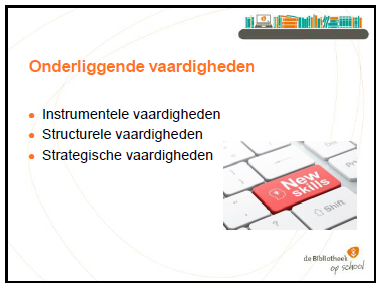 Onderliggende vaardigheden
Instrumentele vaardigheden
Structurele vaardigheden
Strategische vaardigheden
New
skills
Shift
de Bibliotheek
op school